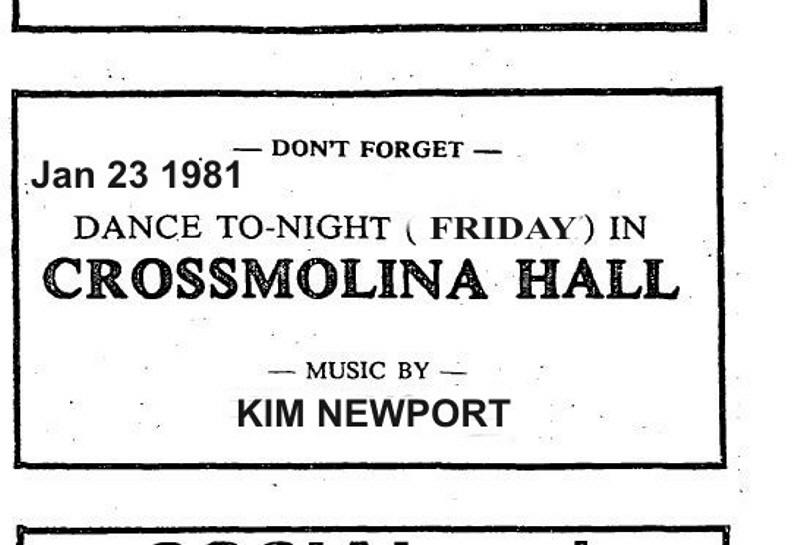 — DON'T FORGET —
Jan 23 1981
DANCE TO-NIGHT ( FRIDAY ) IN
CROSSMOLINA HALL
— MUSIC BY —
KIM NEWPORT